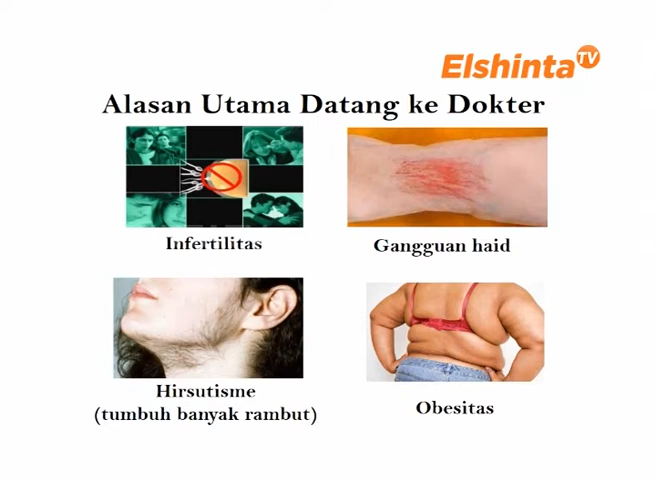 Elshinta TV
Alasan Utama Datang ke Dokter
Infertilitas
Gangguan haid
Hirsutisme
(tumbuh banyak rambut)
Obesitas